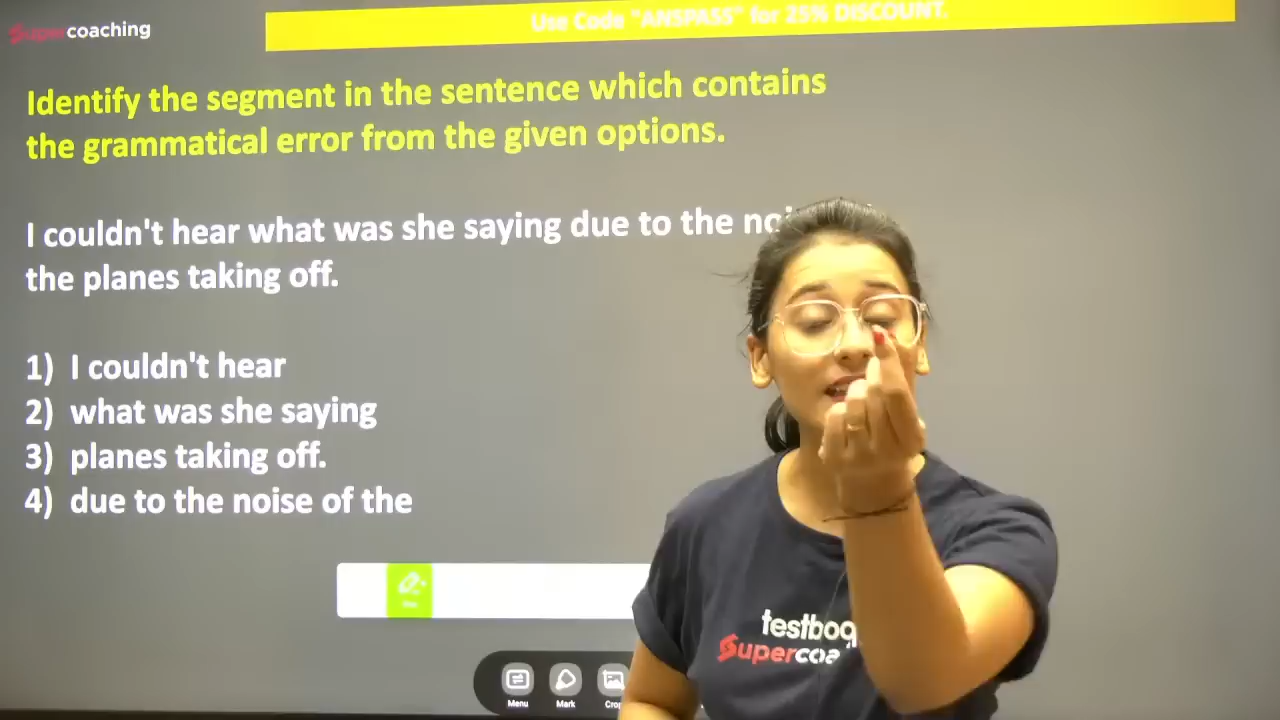 Supercoaching
Use Code "ANSPASS" for 25% DISCOUNT.
Identify the segment in the sentence which contains
the grammatical error from the given options.
I couldn't hear what was she saying due to the
the planes taking off.
1) I couldn't hear
2) what was she saying
3) planes taking off.
4) due to the noise of the
Menu
Mark
testboo
Supercoa